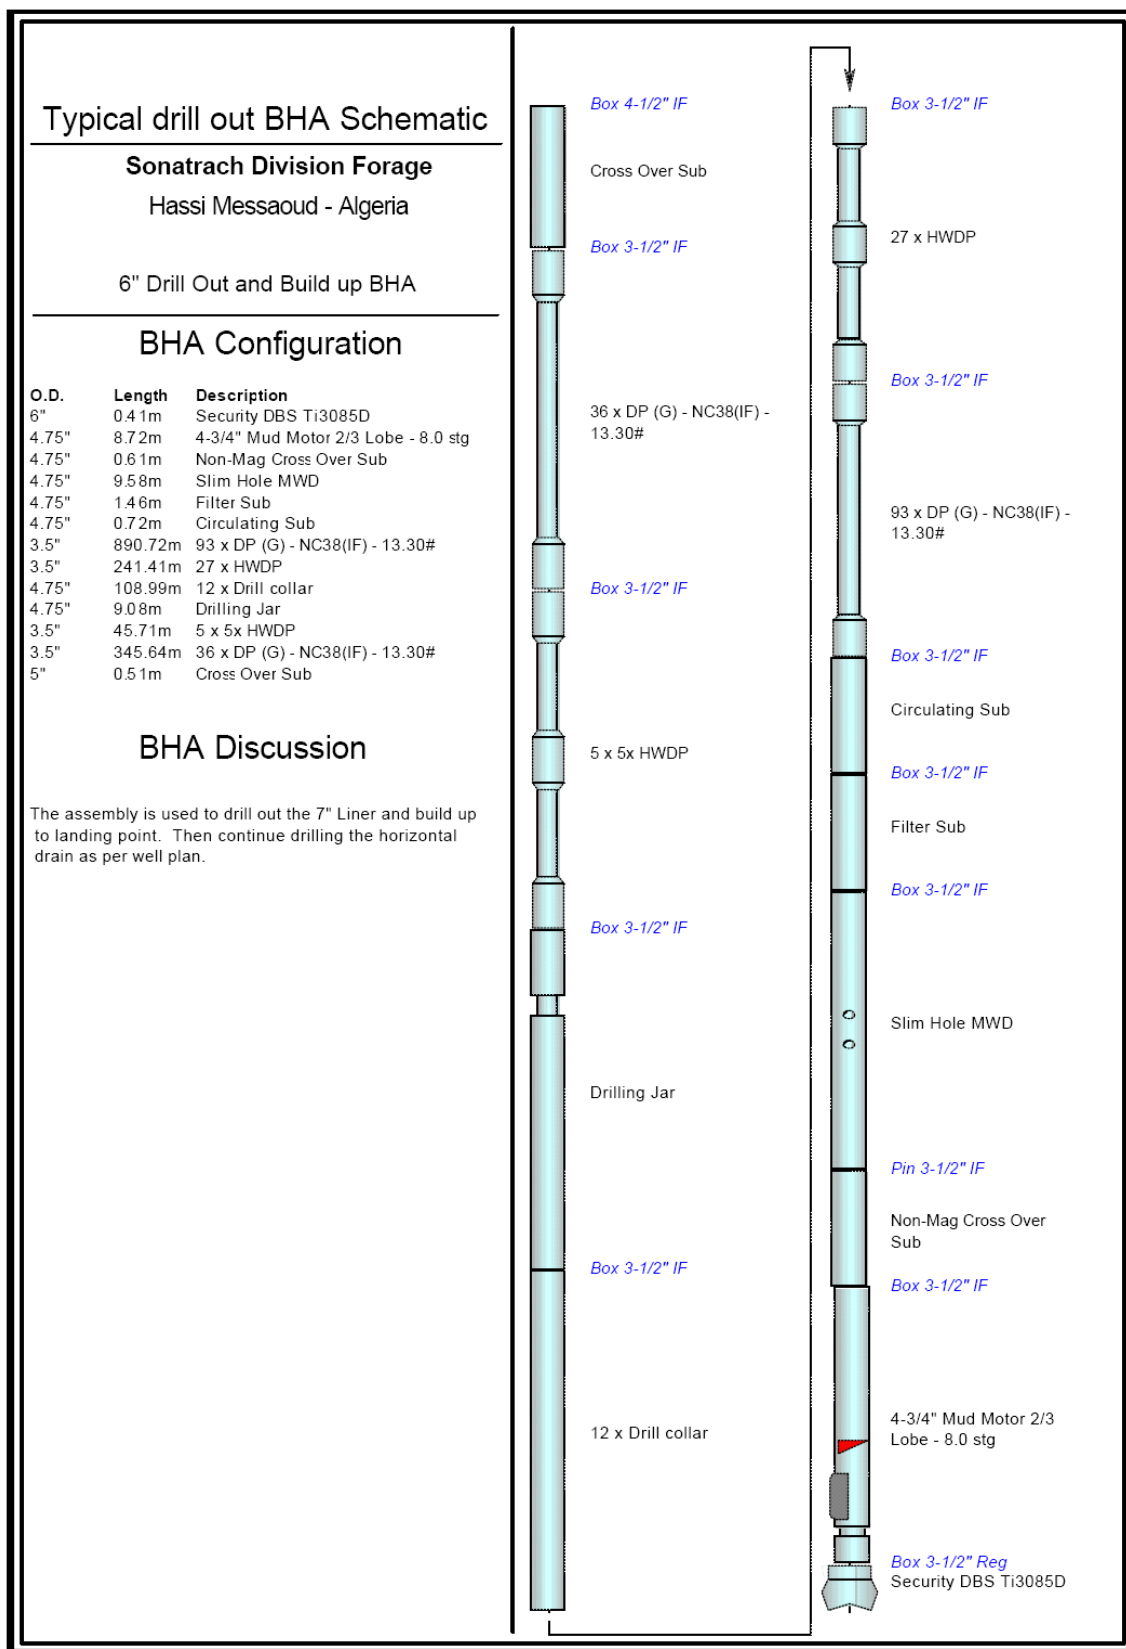 Typical drill out BHA Schematic
Sonatrach Division Forage
Hassi Messaoud - Algeria
6" Drill Out and Build up BHA
BHA Configuration
O.D. Length Description
6" 0.41m Security DBS Ti3085D
4.75" 8.72m 4-3/4" Mud Motor 2/3 Lobe - 8.0 stg
4.75" 0.61m Non-Mag Cross Over Sub
4.75" 9.58m Slim Hole MWD
4.75" 1.46m Filter Sub
4.75" 0.72m Circulating Sub
3.5" 890.72m 93 x DP (G) - NC38(IF) - 13.30#
3.5" 241.41m 27 x HWDP
4.75" 108.99m 12 x Drill collar
4.75" 9.08m Drilling Jar
3.5" 45.71m 5 x 5x HWDP
3.5" 345.64m 36 x DP (G) - NC38(IF) - 13.30#
5" 0.51m Cross Over Sub
BHA Discussion
The assembly is used to drill out the 7" Liner and build up
to landing point. Then continue drilling the horizontal
drain as per well plan.
Box 4-1/2" IF
Cross Over Sub
Box 3-1/2" IF
36 x DP (G) - NC38(IF) -
13.30#
Box 3-1/2" IF
5 x 5x HWDP
Box 3-1/2" IF
Drilling Jar
Box 3-1/2" IF
12 x Drill collar
Box 3-1/2" IF
27 x HWDP
Box 3-1/2" IF
93 x DP (G) - NC38(IF) -
13.30#
Box 3-1/2" IF
Circulating Sub
Box 3-1/2" IF
Filter Sub
Box 3-1/2" IF
Slim Hole MWD
Pin 3-1/2" IF
Non-Mag Cross Over
Sub
Box 3-1/2" IF
4-3/4" Mud Motor 2/3
Lobe - 8.0 stg
Box 3-1/2" Reg
Security DBS Ti3085D